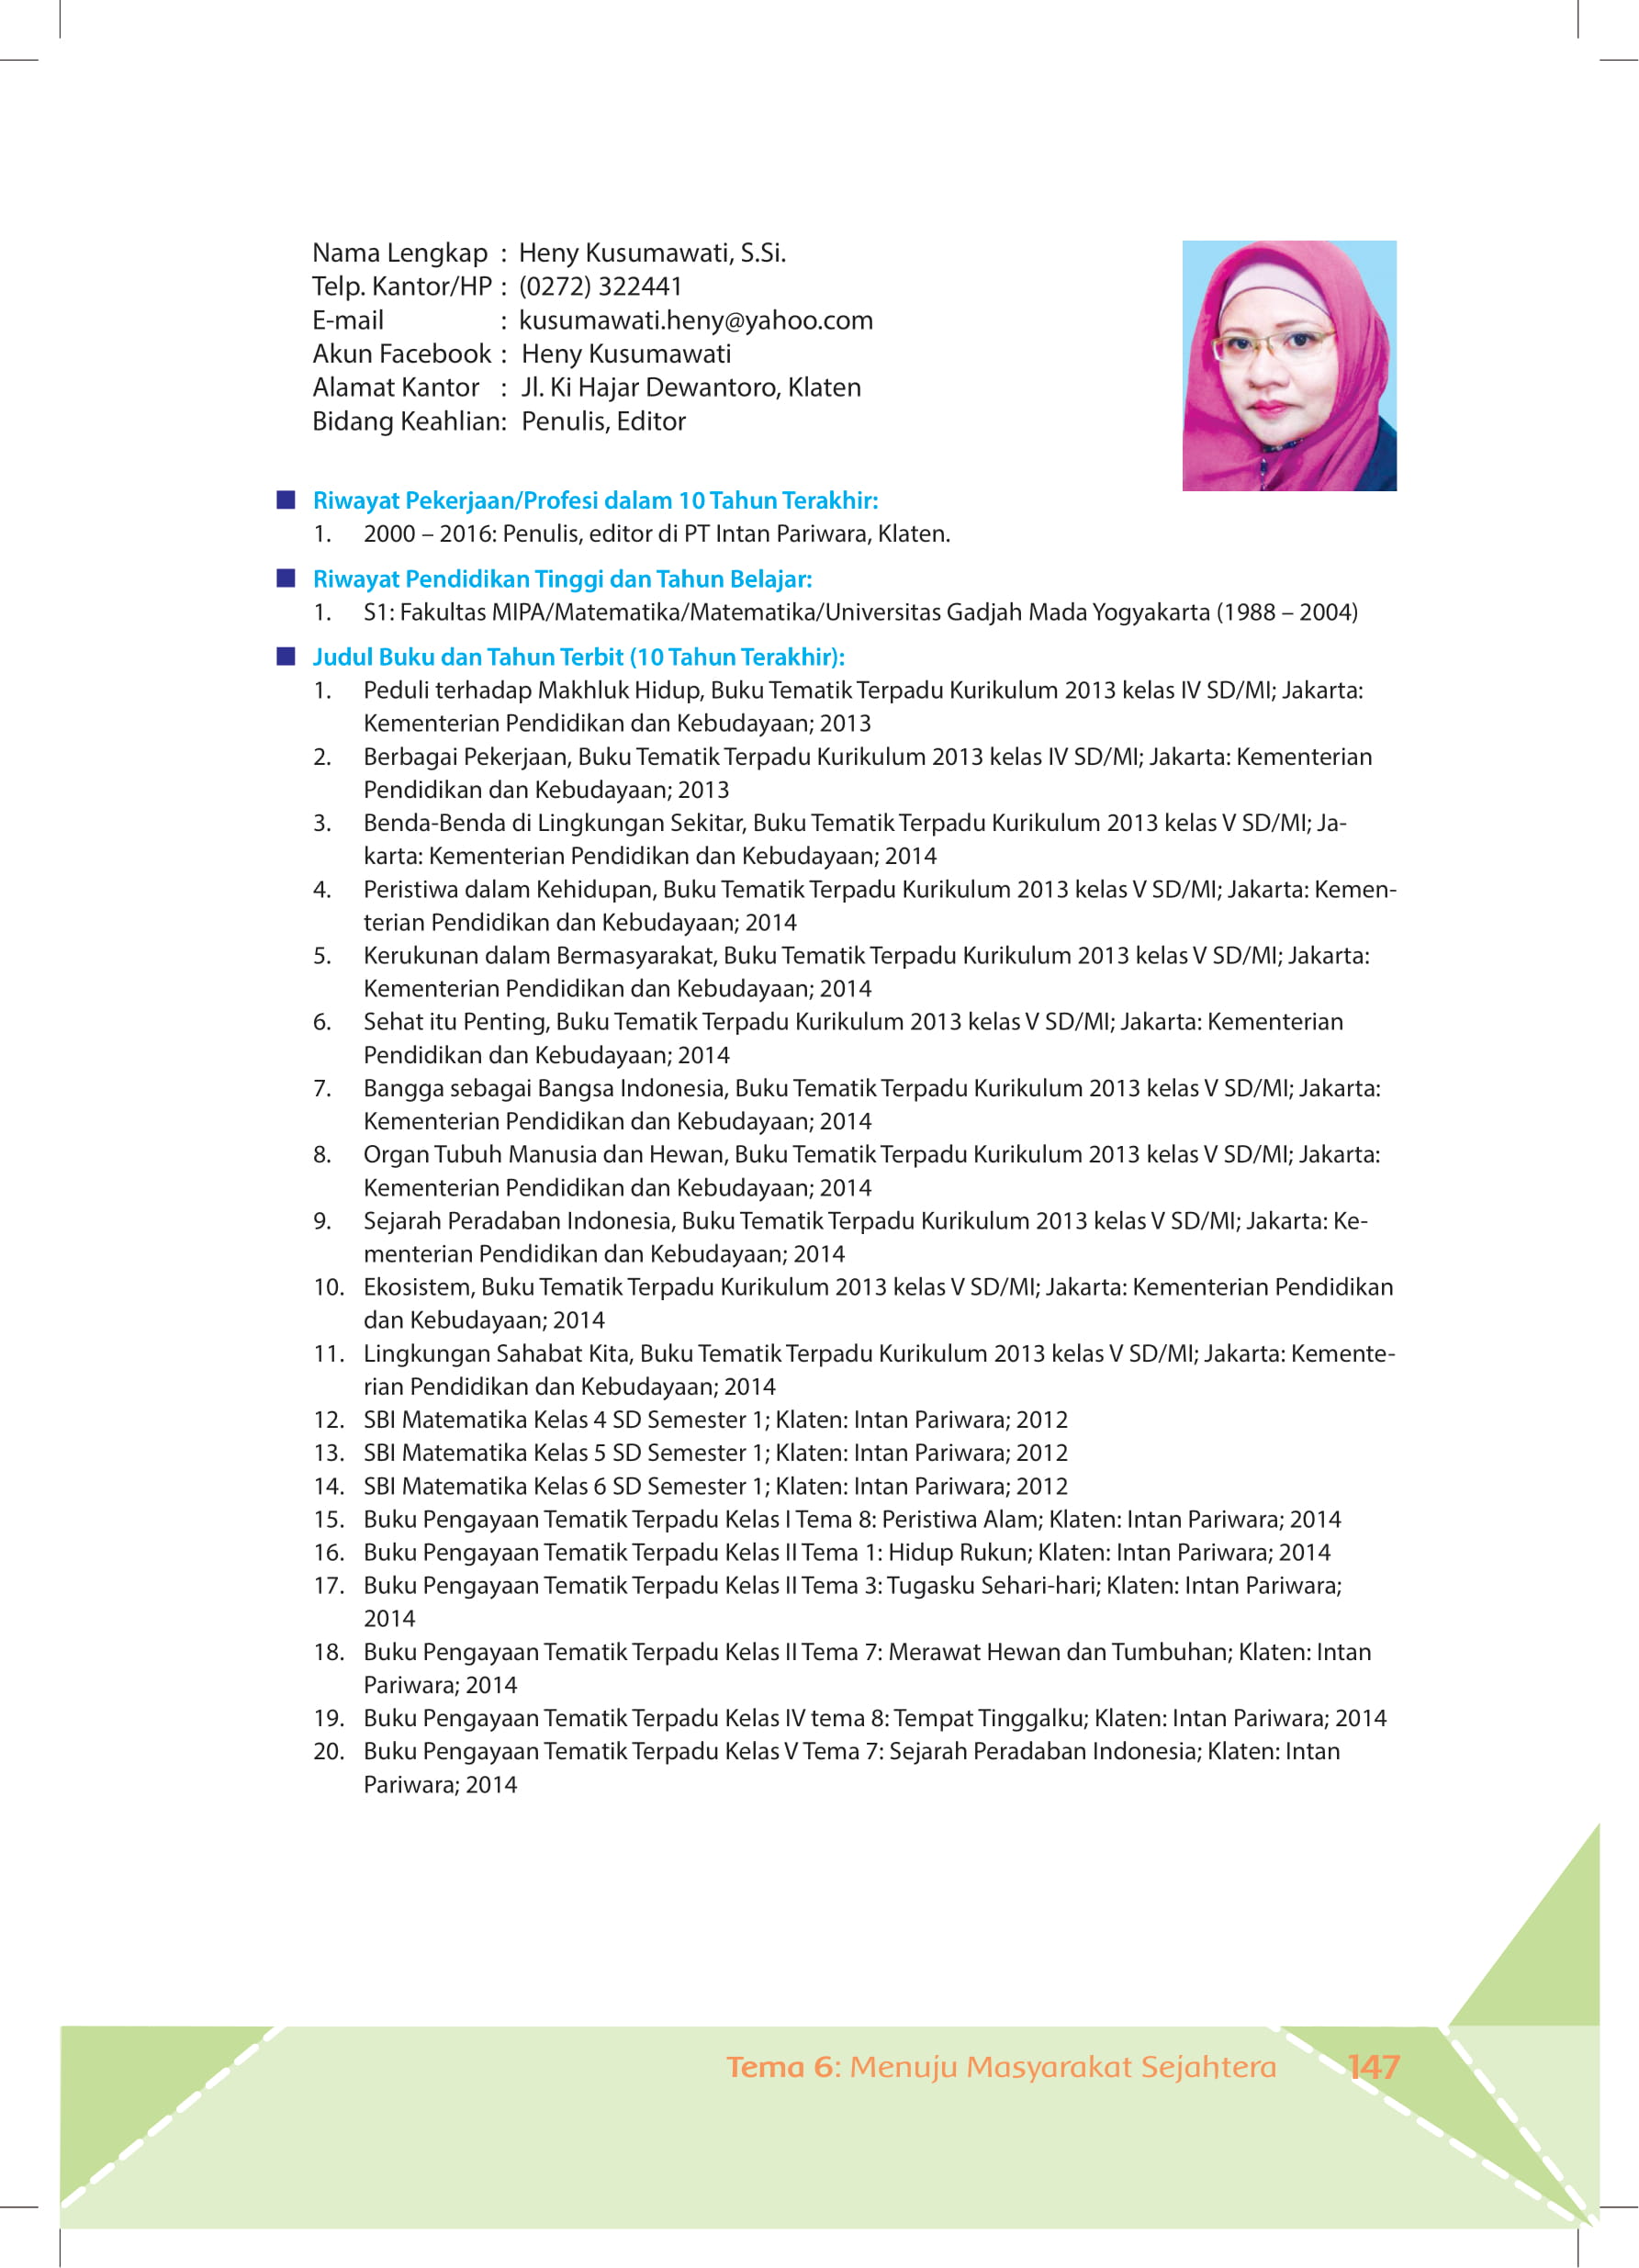 Nama Lengkap : Heny Kusumawati, S.Si.
Telp. Kantor/HP : (0272) 322441
E-mail : kusumawati.heny@yahoo.com
Akun Facebook : Heny Kusumawati
Alamat Kantor : Jl. Ki Hajar Dewantoro, Klaten
Bidang Keahlian: Penulis, Editor
Riwayat Pekerjaan/Profesi dalam 10 Tahun Terakhir:
1. 2000 – 2016: Penulis, editor di PT Intan Pariwara, Klaten.
Riwayat Pendidikan Tinggi dan Tahun Belajar:
1. S1: Fakultas MIPA/Matematika/Matematika/Universitas Gadjah Mada Yogyakarta (1988 – 2004)
Judul Buku dan Tahun Terbit (10 Tahun Terakhir):
1. Peduli terhadap Makhluk Hidup, Buku Tematik Terpadu Kurikulum 2013 kelas IV SD/MI; Jakarta:
Kementerian Pendidikan dan Kebudayaan; 2013
2. Berbagai Pekerjaan, Buku Tematik Terpadu Kurikulum 2013 kelas IV SD/MI; Jakarta: Kementerian
Pendidikan dan Kebudayaan; 2013
3. Benda-Benda di Lingkungan Sekitar, Buku Tematik Terpadu Kurikulum 2013 kelas V SD/MI; Ja-
karta: Kementerian Pendidikan dan Kebudayaan; 2014
4. Peristiwa dalam Kehidupan, Buku Tematik Terpadu Kurikulum 2013 kelas V SD/MI; Jakarta: Kemen-
terian Pendidikan dan Kebudayaan; 2014
5. Kerukunan dalam Bermasyarakat, Buku Tematik Terpadu Kurikulum 2013 kelas V SD/MI; Jakarta:
Kementerian Pendidikan dan Kebudayaan; 2014
6. Sehat itu Penting, Buku Tematik Terpadu Kurikulum 2013 kelas V SD/MI; Jakarta: Kementerian
Pendidikan dan Kebudayaan; 2014
7. Bangga sebagai Bangsa Indonesia, Buku Tematik Terpadu Kurikulum 2013 kelas V SD/MI; Jakarta:
Kementerian Pendidikan dan Kebudayaan; 2014
8. Organ Tubuh Manusia dan Hewan, Buku Tematik Terpadu Kurikulum 2013 kelas V SD/MI; Jakarta:
Kementerian Pendidikan dan Kebudayaan; 2014
9. Sejarah Peradaban Indonesia, Buku Tematik Terpadu Kurikulum 2013 kelas V SD/MI; Jakarta: Ke-
menterian Pendidikan dan Kebudayaan; 2014
10. Ekosistem, Buku Tematik Terpadu Kurikulum 2013 kelas V SD/MI; Jakarta: Kementerian Pendidikan
dan Kebudayaan; 2014
11. Lingkungan Sahabat Kita, Buku Tematik Terpadu Kurikulum 2013 kelas V SD/MI; Jakarta: Kemente-
rian Pendidikan dan Kebudayaan; 2014
12. SBI Matematika Kelas 4 SD Semester 1; Klaten: Intan Pariwara; 2012
13. SBI Matematika Kelas 5 SD Semester 1; Klaten: Intan Pariwara; 2012
14. SBI Matematika Kelas 6 SD Semester 1; Klaten: Intan Pariwara; 2012
15. Buku Pengayaan Tematik Terpadu Kelas I Tema 8: Peristiwa Alam; Klaten: Intan Pariwara; 2014
16. Buku Pengayaan Tematik Terpadu Kelas II Tema 1: Hidup Rukun; Klaten: Intan Pariwara; 2014
17. Buku Pengayaan Tematik Terpadu Kelas II Tema 3: Tugasku Sehari-hari; Klaten: Intan Pariwara;
2014
18. Buku Pengayaan Tematik Terpadu Kelas II Tema 7: Merawat Hewan dan Tumbuhan; Klaten: Intan
Pariwara; 2014
19. Buku Pengayaan Tematik Terpadu Kelas IV tema 8: Tempat Tinggalku; Klaten: Intan Pariwara; 2014
20. Buku Pengayaan Tematik Terpadu Kelas V Tema 7: Sejarah Peradaban Indonesia; Klaten: Intan
Pariwara; 2014
Tema 6: Menuju Masyarakat Sejahtera 147